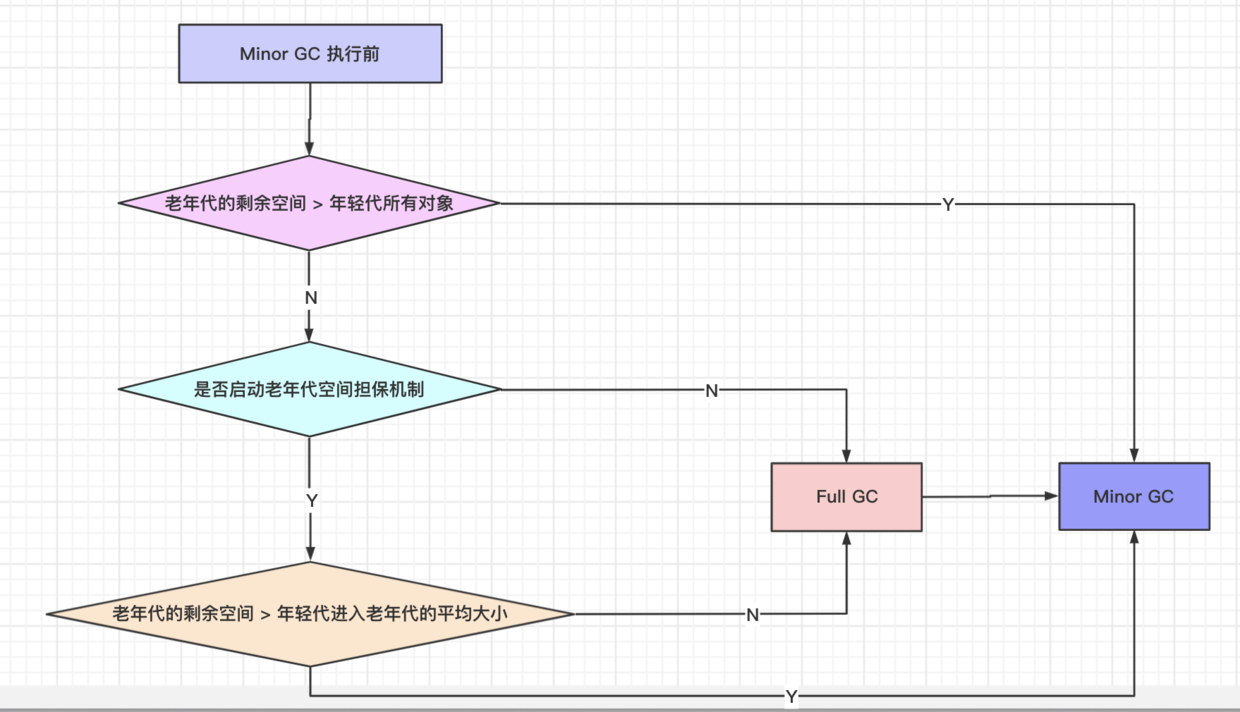 Minor GC 执行前
老年代的剩余空间 > 年轻代所有对象
Y
N
是否启动老年代空间担保机制
N
Y
Full GC
Minor GC
老年代的剩余空间 > 年轻代进入老年代的平均大小
N
Y